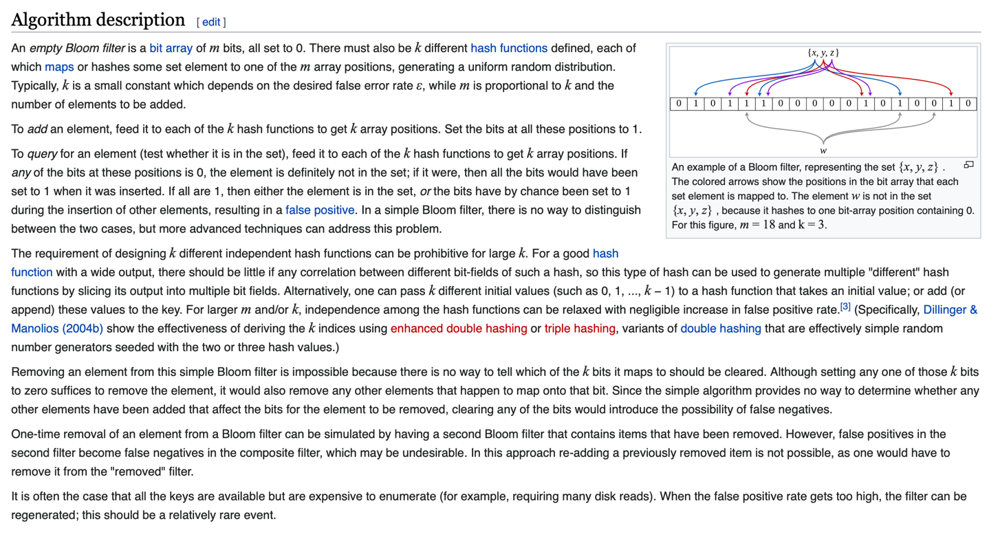 Algorithm description [ edit ]
An empty Bloom filter is a bit array of m bits, all set to 0. There must also be k different hash functions defined, each of
which maps or hashes some set element to one of the m array positions, generating a uniform random distribution.
Typically, k is a small constant which depends on the desired false error rate ε, while m is proportional to k and the
number of elements to be added.
To add an element, feed it to each of the k hash functions to get k array positions. Set the bits at all these positions to 1.
To query for an element (test whether it is in the set), feed it to each of the k hash functions to get k array positions. If
any of the bits at these positions is 0, the element is definitely not in the set; if it were, then all the bits would have been
set to 1 when it was inserted. If all are 1, then either the element is in the set, or the bits have by chance been set to 1
during the insertion of other elements, resulting in a false positive. In a simple Bloom filter, there is no way to distinguish
between the two cases, but more advanced techniques can address this problem.
{x, y, z}
0 1 0 1 1 1 0 0 0 0 0 1 0 1 0 0 1 0
w
An example of a Bloom filter, representing the set {x, y, z} .
The colored arrows show the positions in the bit array that each
set element is mapped to. The element w is not in the set
{x, y, z} , because it hashes to one bit-array position containing 0.
For this figure, m = 18 and k = 3.
The requirement of designing k different independent hash functions can be prohibitive for large k. For a good hash
function with a wide output, there should be little if any correlation between different bit-fields of such a hash, so this type of hash can be used to generate multiple "different" hash
functions by slicing its output into multiple bit fields. Alternatively, one can pass k different initial values (such as 0, 1, ..., k − 1) to a hash function that takes an initial value; or add (or
append) these values to the key. For larger m and/or k, independence among the hash functions can be relaxed with negligible increase in false positive rate.[3] (Specifically, Dillinger &
Manolios (2004b) show the effectiveness of deriving the k indices using enhanced double hashing or triple hashing, variants of double hashing that are effectively simple random
number generators seeded with the two or three hash values.)
Removing an element from this simple Bloom filter is impossible because there is no way to tell which of the k bits it maps to should be cleared. Although setting any one of those k bits
to zero suffices to remove the element, it would also remove any other elements that happen to map onto that bit. Since the simple algorithm provides no way to determine whether any
other elements have been added that affect the bits for the element to be removed, clearing any of the bits would introduce the possibility of false negatives.
One-time removal of an element from a Bloom filter can be simulated by having a second Bloom filter that contains items that have been removed. However, false positives in the
second filter become false negatives in the composite filter, which may be undesirable. In this approach re-adding a previously removed item is not possible, as one would have to
remove it from the "removed" filter.
It is often the case that all the keys are available but are expensive to enumerate (for example, requiring many disk reads). When the false positive rate gets too high, the filter can be
regenerated; this should be a relatively rare event.